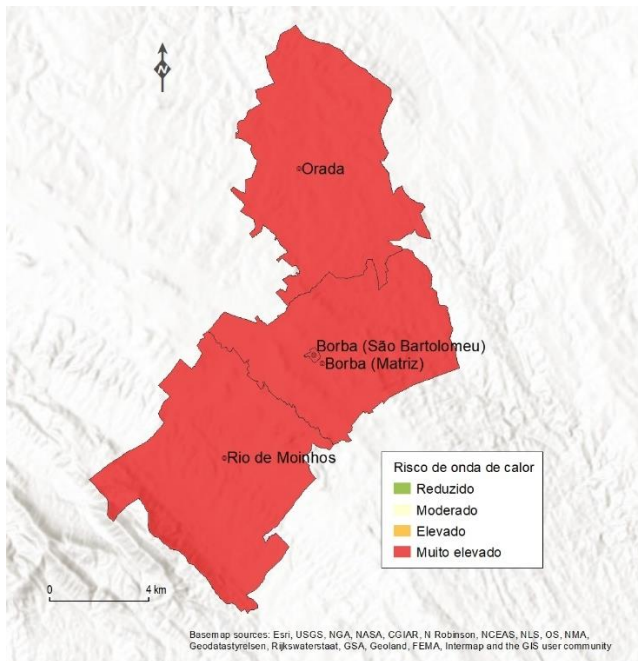 N
Orada
Borba (São Bartolomeu)
Borba (Matriz)
Rio de Moinhos
Risco de onda de calor
Reduzido
Moderado
Elevado
Muito elevado
0 4 km
Basemap sources: Esri, USGS, NGA, NASA, CGIAR, N Robinson, NCEAS, NLS, OS, NMA,
Geodatastyrelsen, Rijkswaterstaat, GSA, Geoland, FEMA, Intermap and the GIS user community